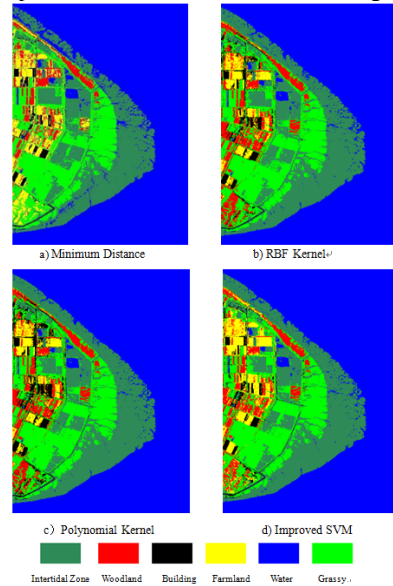 a) Minimum Distance
b) RBF Kernel↵
c) Polynomial Kernel
d) Improved SVM
Intertidal Zone Woodland Building Farmland Water Grassy..